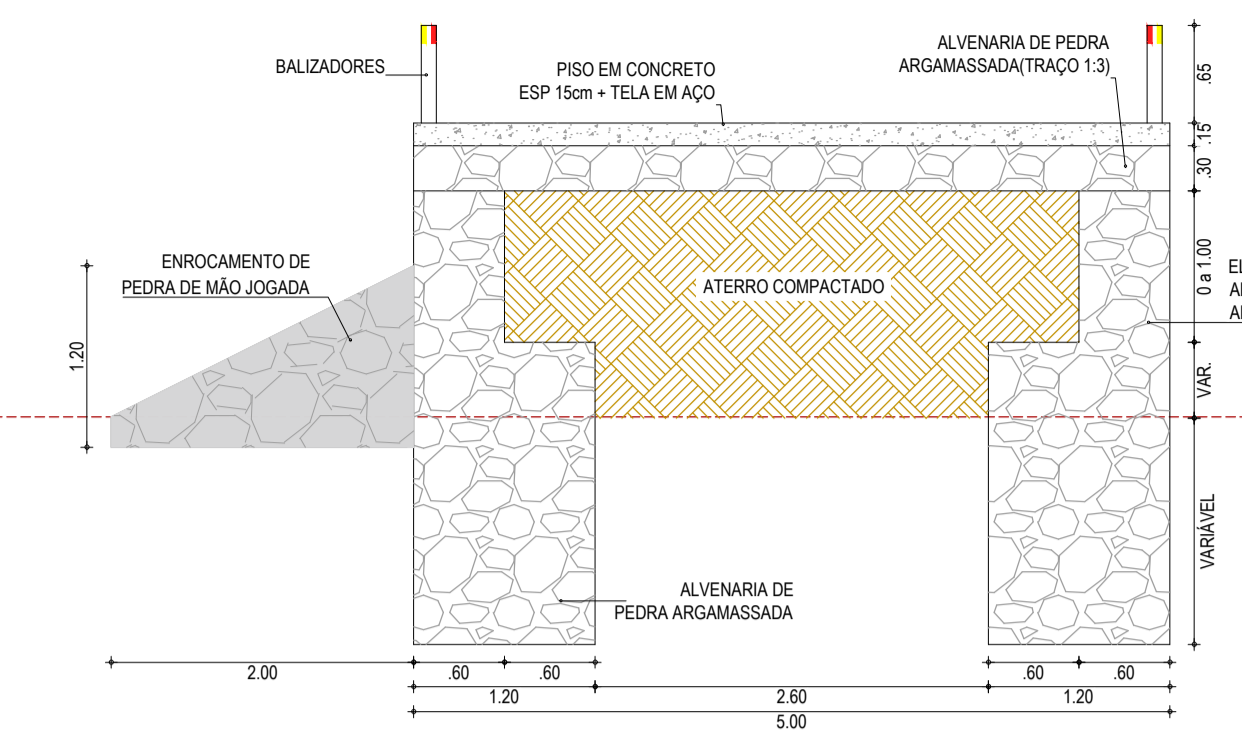 BALIZADORES
PISO EM CONCRETO
ESP 15cm + TELA EM AÇO
ALVENARIA DE PEDRA
ARGAMASSADA(TRAÇO 1:3)
.65
.15
.30
0 a 1.00
VAR.
VARIÁVEL
ENROCAMENTO DE
PEDRA DE MÃO JOGADA
ATERRO COMPACTADO
1.20
ALVENARIA DE
PEDRA ARGAMASSADA
2.00
.60
.60
.60
.60
1.20
2.60
1.20
5.00